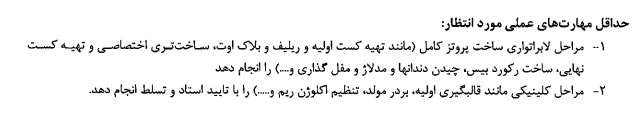 حداقل مهارت‌های عملی مورد انتظار:
۱- مراحل لابراتواری ساخت پروتز کامل (مانند تهیه کست اولیه و ریلیف و بلاک اوت، ساخت‌تری اختصاصی و تهیه کست
نهایی، ساخت رکورد بیس، چیدن دندانها و مدلاژ و مفل گذاری و....) را انجام دهد
۲- مراحل کلینیکی مانند قالبگیری اولیه، بردر مولد، تنظیم اکلوژن ریم و.....) را با تایید استاد و تسلط انجام دهد.